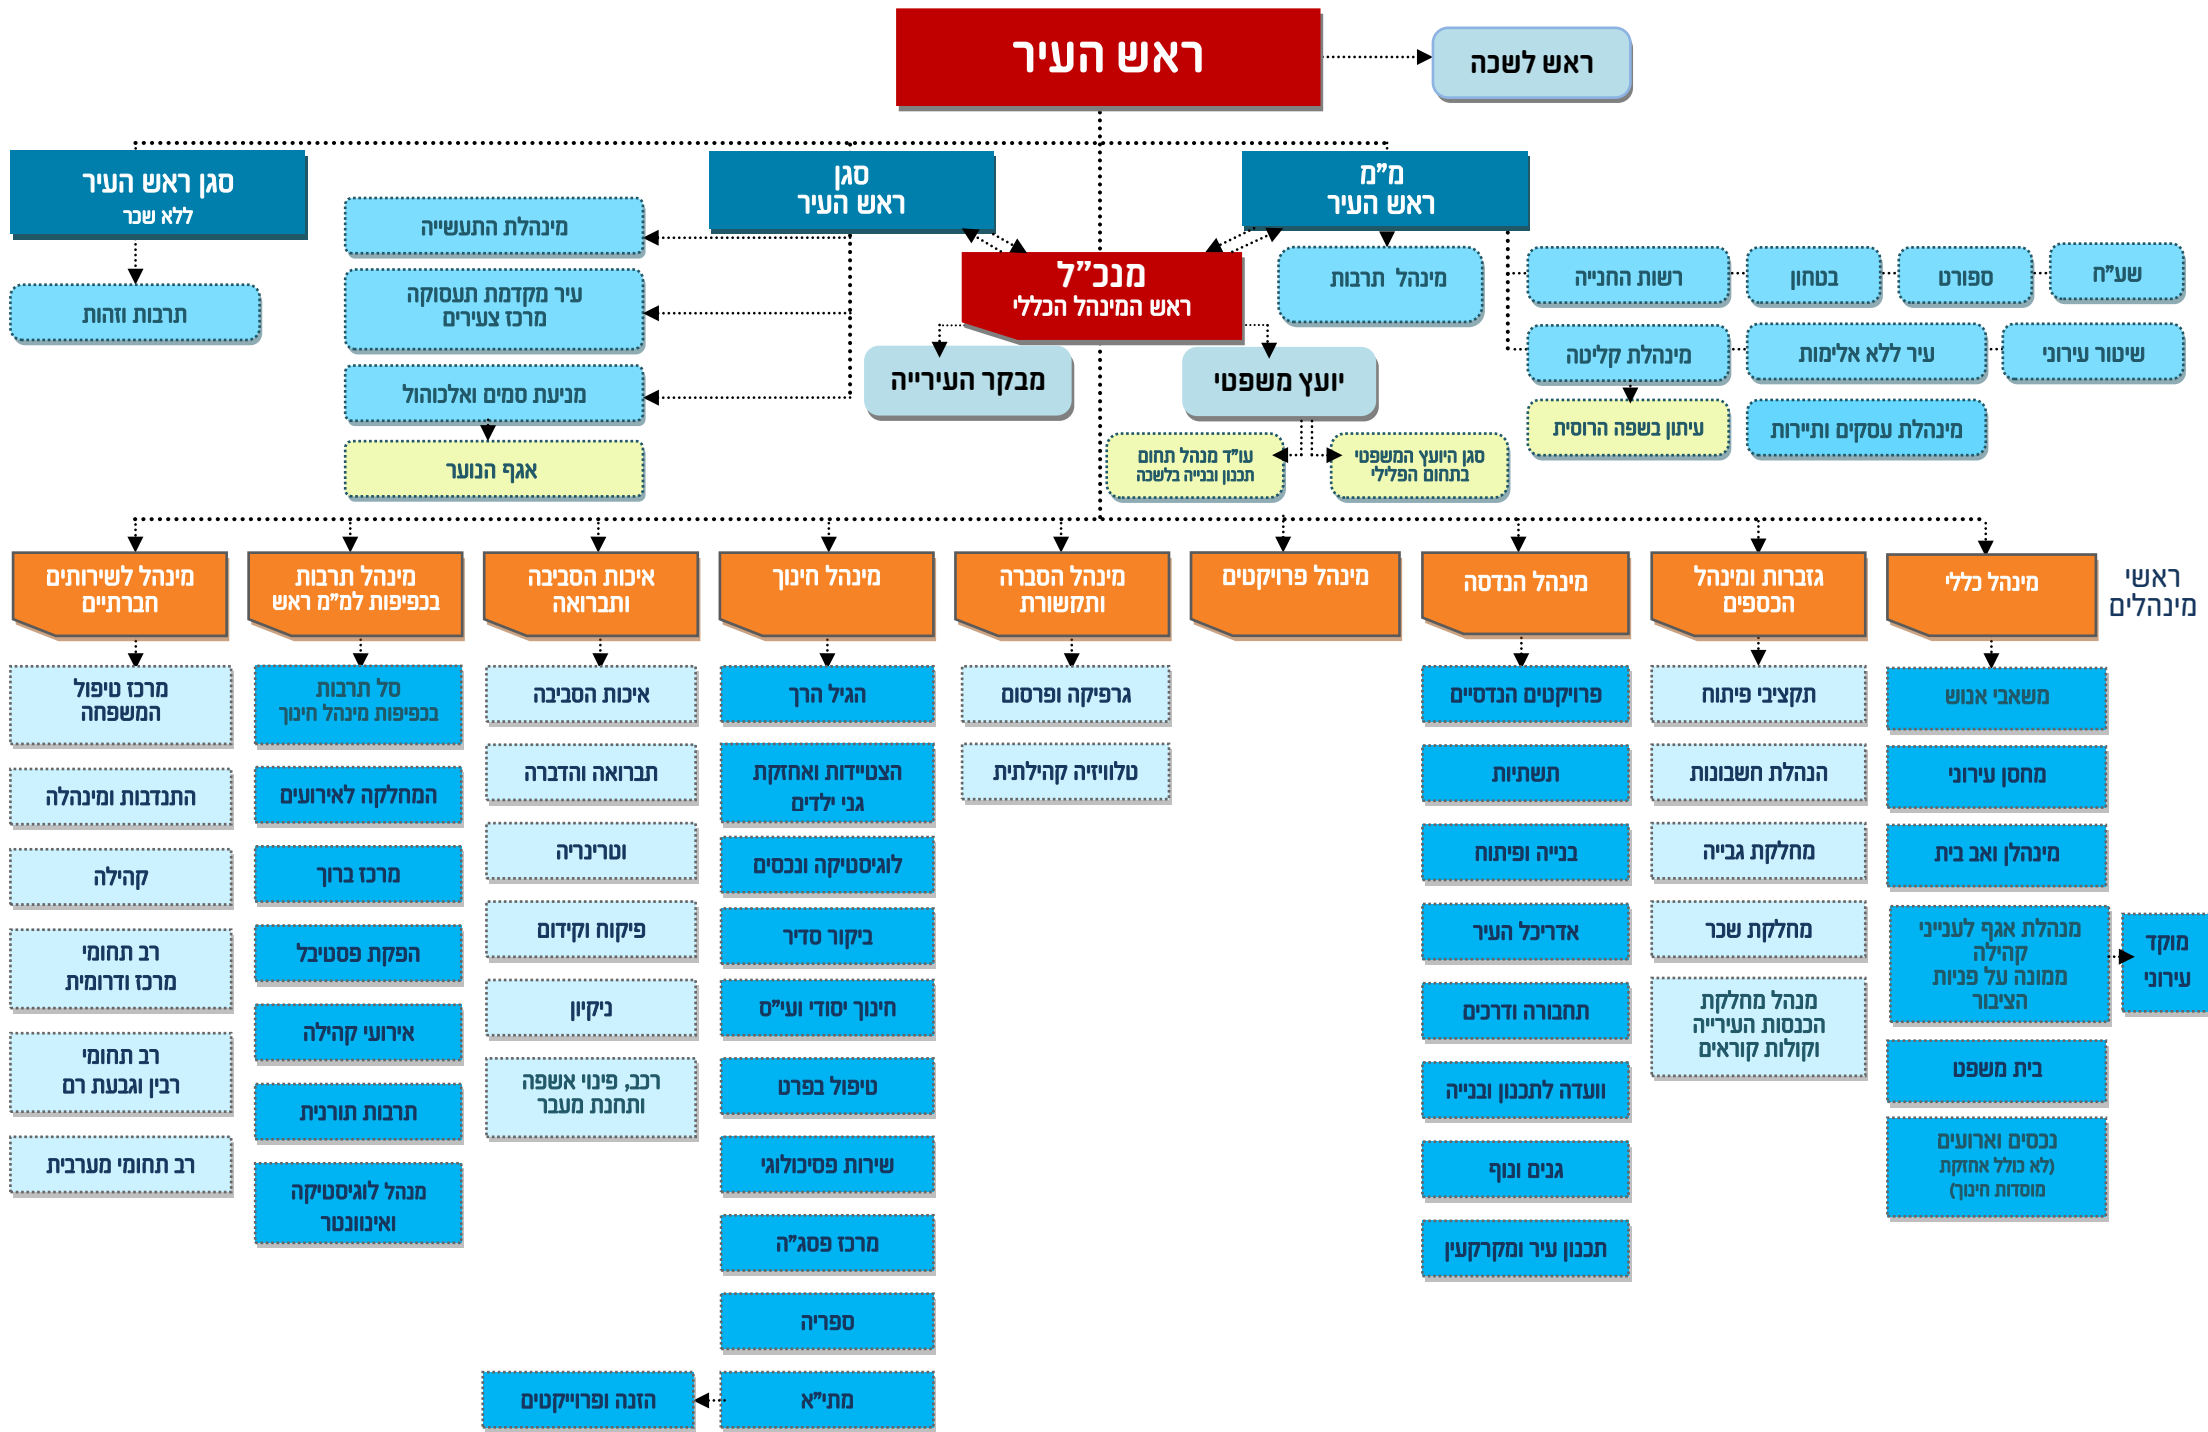 ראש העיר
ראש לשכה
מ"מ
ראש העיר
סגן
ראש העיר
סגן ראש העיר
ללא שכר
מנכ"ל
ראש המינהל הכללי
מינהל תרבות
שע"ח
ספורט
בטחון
רשות החנייה
שיטור עירוני
עיר ללא אלימות
מינהלת קליטה
מינהלת עסקים ותיירות
עיתון בשפה הרוסית
מינהלת התעשייה
עיר מקדמת תעסוקה
מרכז צעירים
מניעת סמים ואלכוהול
אגף הנוער
תרבות וזהות
יועץ משפטי
מבקר העירייה
סגן היועץ המשפטי
בתחום הפלילי
עו"ד מנהל תחום
תכנון ובנייה בלשכה
ראשי
מינהלים
מינהל כללי
משאבי אנוש
מחסן עירוני
מינהלן ואב בית
מנהלת אגף לענייני
קהילה
ממונה על פניות
הציבור
מוקד
עירוני
בית משפט
נכסים וארועים
(לא כולל אחזקת
מוסדות חינוך)
גזברות ומינהל
הכספים
תקציבי פיתוח
הנהלת חשבונות
מחלקת גבייה
מחלקת שכר
מנהל מחלקת
הכנסות העירייה
וקולות קוראים
מינהל הנדסה
פרויקטים הנדסיים
תשתיות
בנייה ופיתוח
אדריכל העיר
תחבורה ודרכים
וועדה לתכנון ובנייה
גנים ונוף
תכנון עיר ומקרקעין
מינהל פרויקטים
מינהל הסברה
ותקשורת
גרפיקה ופרסום
טלוויזיה קהילתית
מינהל חינוך
הגיל הרך
הצטיידות ואחזקת
גני ילדים
לוגיסטיקה ונכסים
ביקור סדיר
חינוך יסודי ועי"ס
טיפול בפרט
שירות פסיכולוגי
מרכז פסג"ה
ספריה
מתי"א
הזנה ופרוייקטים
איכות הסביבה
ותברואה
איכות הסביבה
תברואה והדברה
וטרינריה
פיקוח וקידום
ניקיון
רכב, פינוי אשפה
ותחנת מעבר
מינהל תרבות
בכפיפות למ"מ ראש
סל תרבות
בכפיפות מינהל חינוך
המחלקה לאירועים
מרכז ברוך
הפקת פסטיבל
אירועי קהילה
תרבות תורנית
מנהל לוגיסטיקה
ואינוונטר
מינהל לשירותים
חברתיים
מרכז טיפול
המשפחה
התנדבות ומינהלה
קהילה
רב תחומי
מרכז ודרומית
רב תחומי
רבין וגבעת רם
רב תחומי מערבית